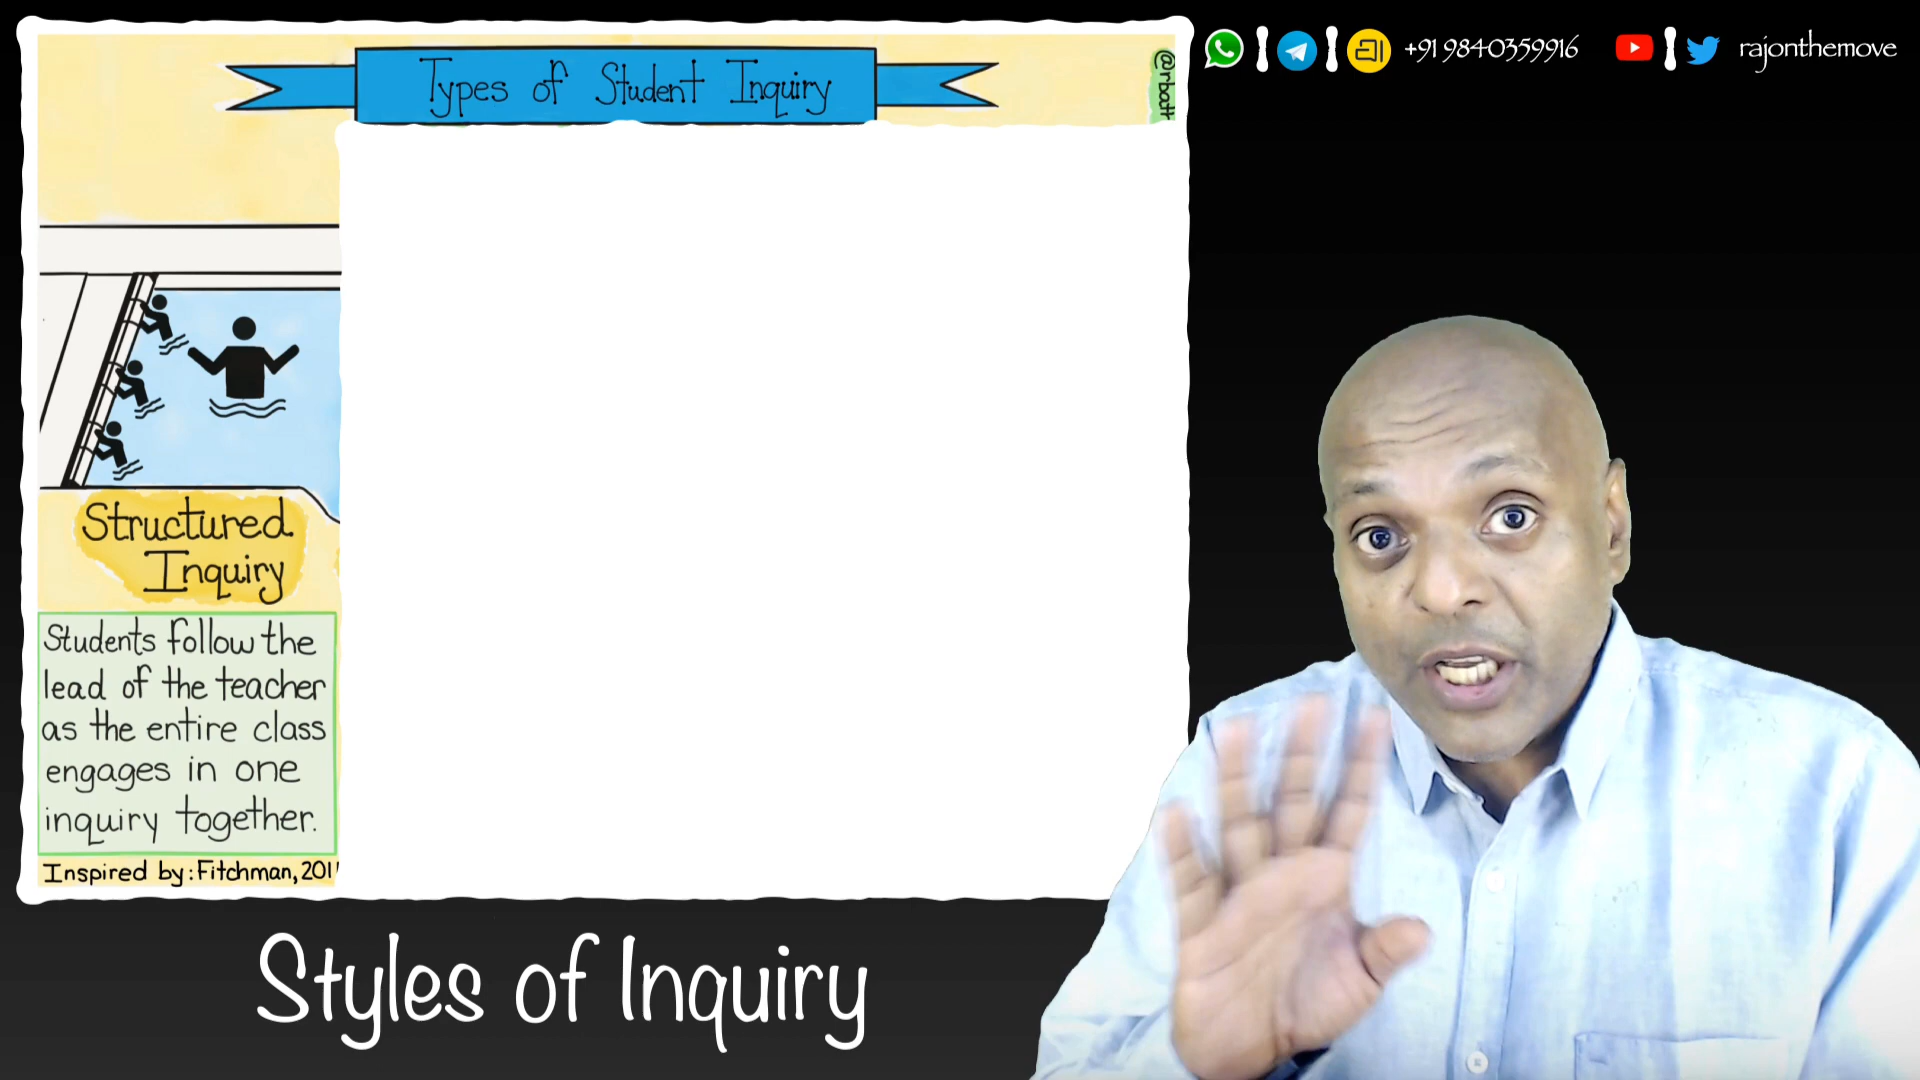 Types of Student Inquiry
+91 9840359916
rajonthemove
Structured
Inquiry
Students follow the
lead of the teacher
as the entire class
engages in one
inquiry together.
Inspired by: Fitchman,
Styles of Inquiry